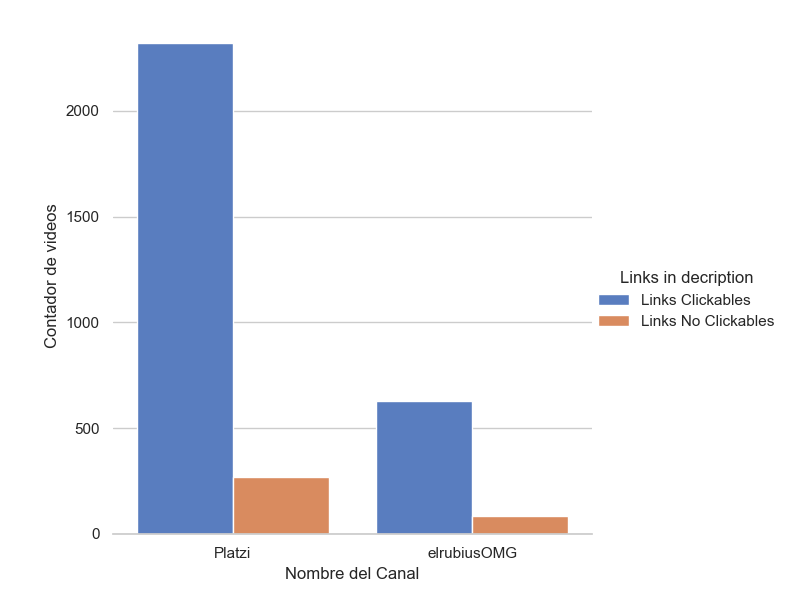 2000
1500
1000
500
0
Contador de videos
Platzi
elrubiusOMG
Nombre del Canal
Links in decription
Links Clickables
Links No Clickables